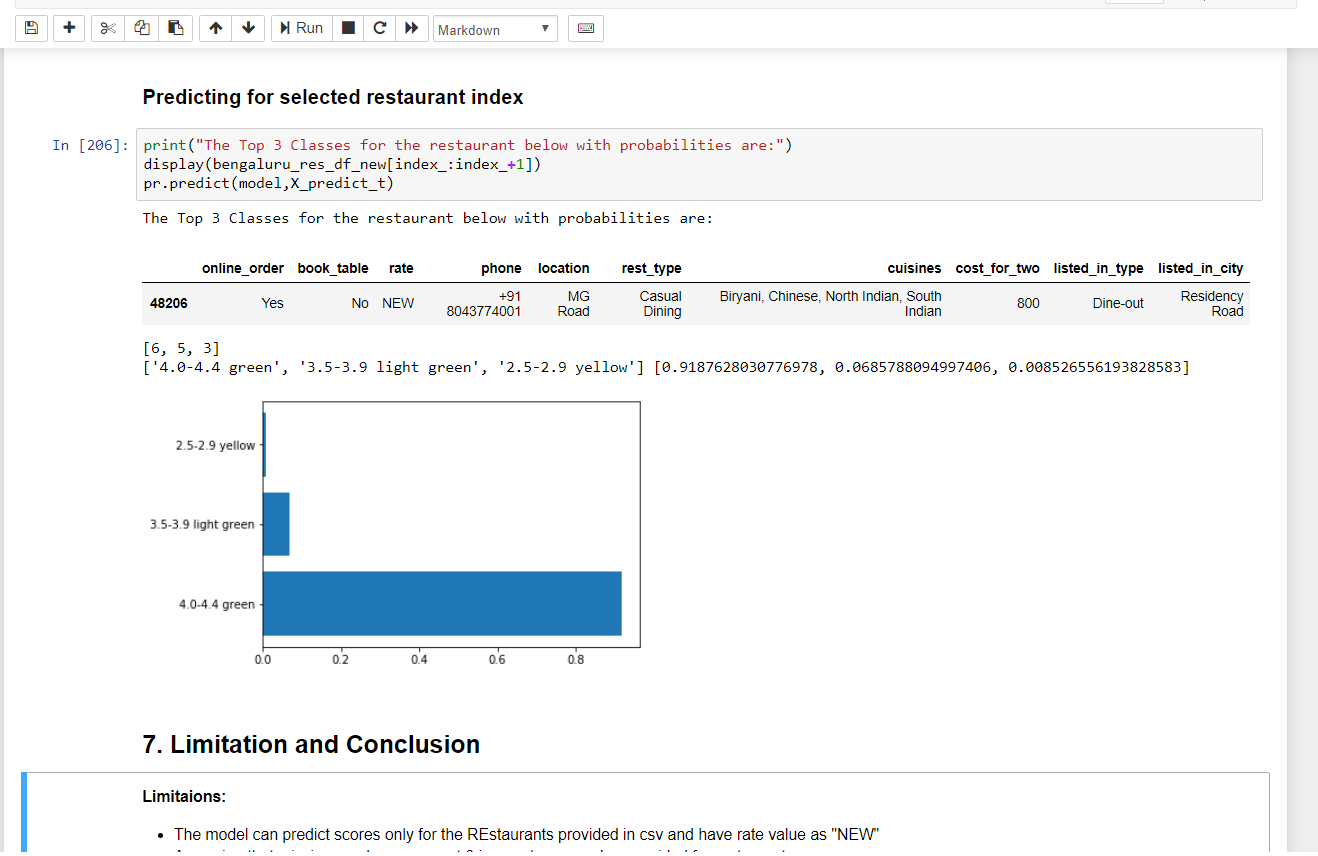 Run
Markdown
Predicting for selected restaurant index
In [206]:
print("The Top 3 Classes for the restaurant below with probabilities are:")
display(bengaluru_res_df_new[index_:index_+1])
pr.predict(model,X_predict_t)
The Top 3 Classes for the restaurant below with probabilities are:
online_order book_table rate phone location rest_type cuisines cost_for_two listed_in_type listed_in_city
48206 Yes No NEW +91 8043774001 MG Road Casual Dining Biryani, Chinese, North Indian, South Indian 800 Dine-out Residency Road
[6, 5, 3]
['4.0-4.4 green', '3.5-3.9 light green', '2.5-2.9 yellow'] [0.9187628030776978, 0.0685788094997406, 0.008526556193828583]
2.5-2.9 yellow
3.5-3.9 light green
4.0-4.4 green
0.0 0.2 0.4 0.6 0.8
7. Limitation and Conclusion
Limitaions:
• The model can predict scores only for the REstaurants provided in csv and have rate value as "NEW"